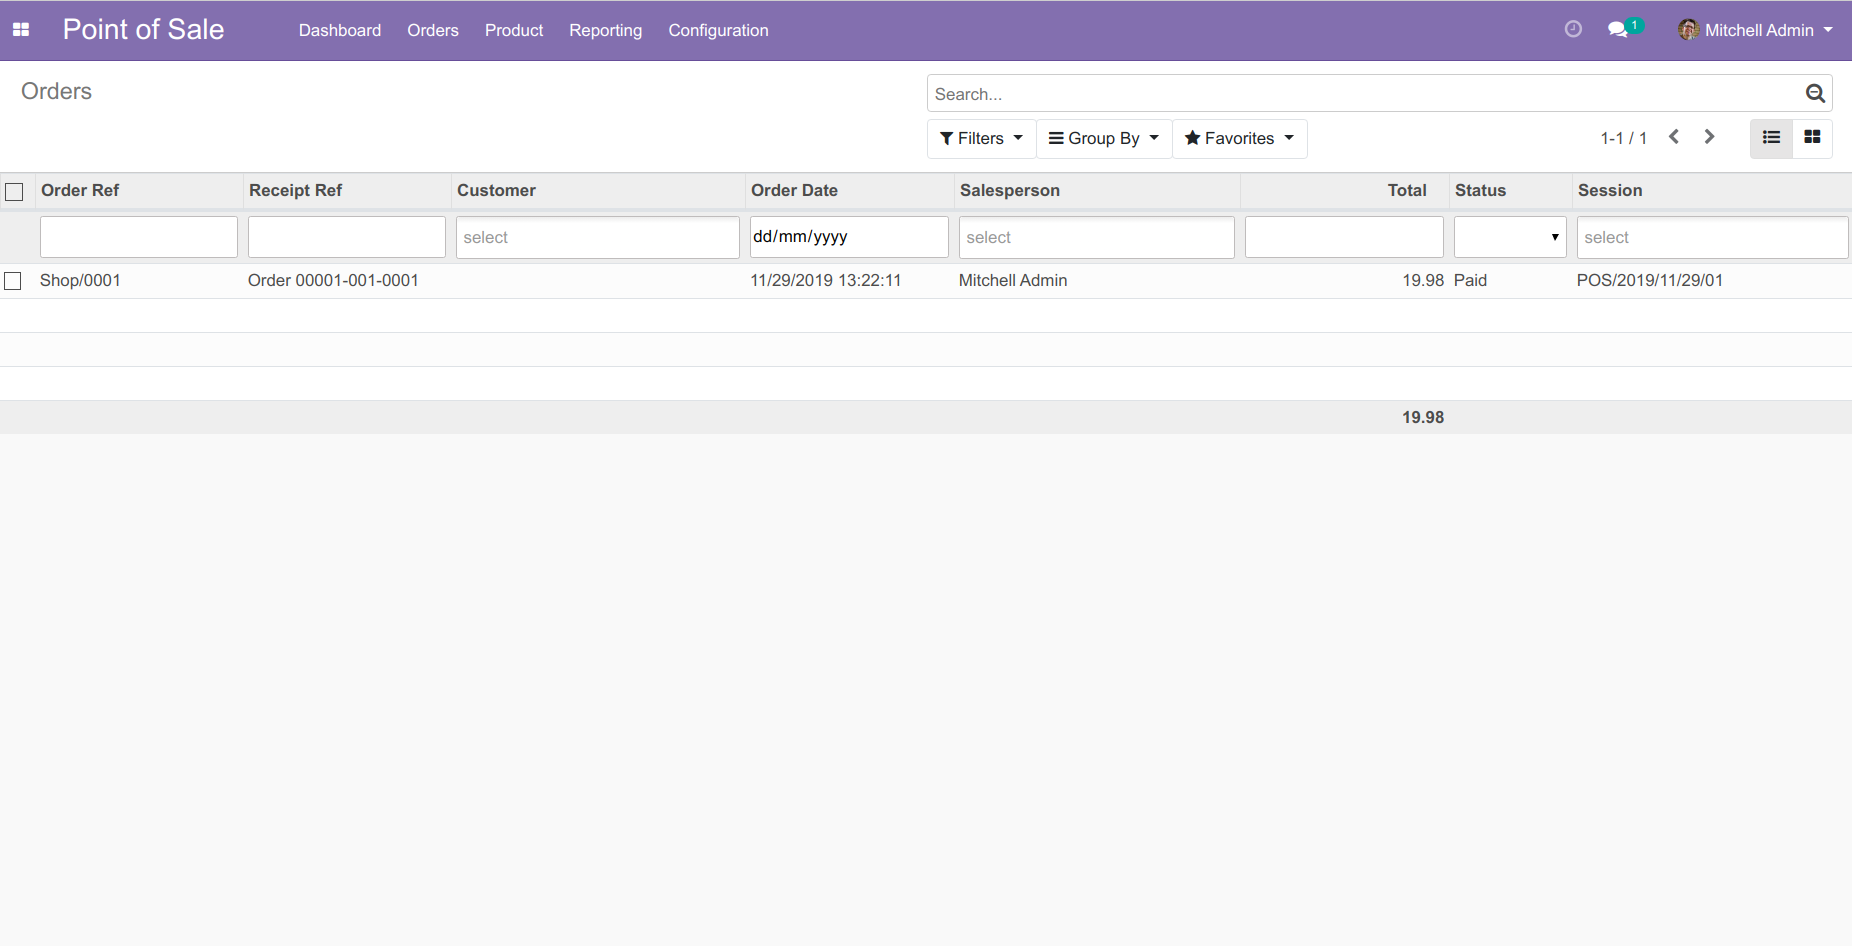 Point of Sale Dashboard Orders Product Reporting Configuration 1 Mitchell Admin
Orders
Search...
Filters Group By Favorites 1-1 / 1
Order Ref Receipt Ref Customer Order Date Salesperson Total Status Session
select dd/mm/yyyy select select
Shop/0001 Order 00001-001-0001 11/29/2019 13:22:11 Mitchell Admin 19.98 Paid POS/2019/11/29/01
19.98